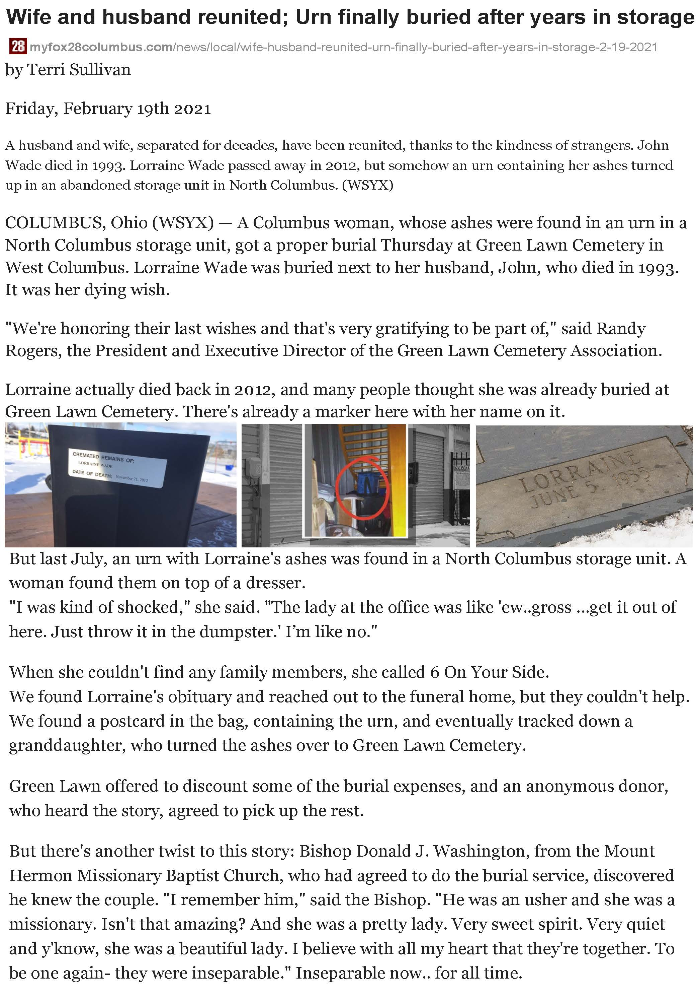 Wife and husband reunited; Urn finally buried after years in storage
28 myfox28columbus.com/news/local/wife-husband-reunited-urn-finally-buried-after-years-in-storage-2-19-2021
by Terri Sullivan
Friday, February 19th 2021
A husband and wife, separated for decades, have been reunited, thanks to the kindness of strangers. John
Wade died in 1993. Lorraine Wade passed away in 2012, but somehow an urn containing her ashes turned
up in an abandoned storage unit in North Columbus. (WSYX)
COLUMBUS, Ohio (WSYX) — A Columbus woman, whose ashes were found in an urn in a
North Columbus storage unit, got a proper burial Thursday at Green Lawn Cemetery in
West Columbus. Lorraine Wade was buried next to her husband, John, who died in 1993.
It was her dying wish.
"We're honoring their last wishes and that's very gratifying to be part of," said Randy
Rogers, the President and Executive Director of the Green Lawn Cemetery Association.
Lorraine actually died back in 2012, and many people thought she was already buried at
Green Lawn Cemetery. There's already a marker here with her name on it.
CREMATED REMAINS OF:
LORRAINE WADE
DATE OF DEATH: November 21, 2012
PRIVAT
LORRAINE
JUNE 5, 1935
But last July, an urn with Lorraine's ashes was found in a North Columbus storage unit. A
woman found them on top of a dresser.
"I was kind of shocked," she said. "The lady at the office was like 'ew..gross ...get it out of
here. Just throw it in the dumpster.' I’m like no."
When she couldn't find any family members, she called 6 On Your Side.
We found Lorraine's obituary and reached out to the funeral home, but they couldn't help.
We found a postcard in the bag, containing the urn, and eventually tracked down a
granddaughter, who turned the ashes over to Green Lawn Cemetery.
Green Lawn offered to discount some of the burial expenses, and an anonymous donor,
who heard the story, agreed to pick up the rest.
But there's another twist to this story: Bishop Donald J. Washington, from the Mount
Hermon Missionary Baptist Church, who had agreed to do the burial service, discovered
he knew the couple. "I remember him," said the Bishop. "He was an usher and she was a
missionary. Isn't that amazing? And she was a pretty lady. Very sweet spirit. Very quiet
and y'know, she was a beautiful lady. I believe with all my heart that they're together. To
be one again- they were inseparable." Inseparable now.. for all time.